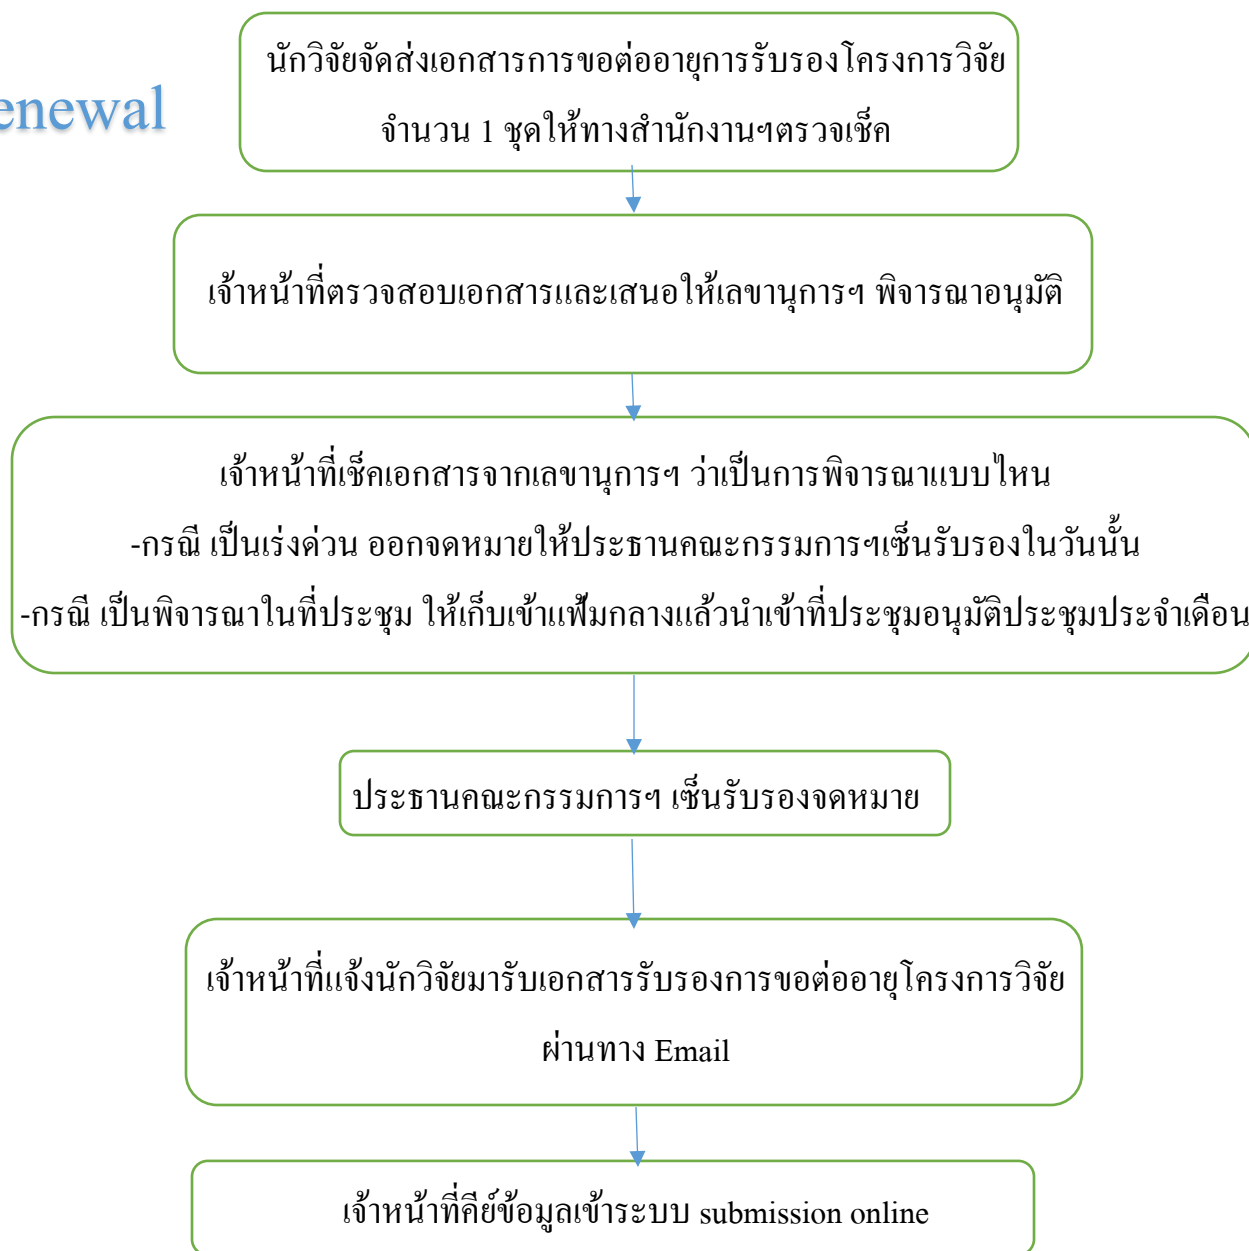 enewal
นักวิจัยจัดส่งเอกสารการขอต่ออายุการรับรองโครงการวิจัย
จำนวน 1 ชุดให้ทางสำนักงานฯตรวจเช็ค
เจ้าหน้าที่ตรวจสอบเอกสารและเสนอให้เลขานุการฯ พิจารณาอนุมัติ
เจ้าหน้าที่เช็คเอกสารจากเลขานุการฯ ว่าเป็นการพิจารณาแบบไหน
-กรณี เป็นเร่งด่วน ออกจดหมายให้ประธานคณะกรรมการฯเซ็นรับรองในวันนั้น
-กรณี เป็นพิจารณาในที่ประชุม ให้เก็บเข้าแฟ้มกลางแล้วนำเข้าที่ประชุมอนุมัติประชุมประจำเดือน
ประธานคณะกรรมการฯ เซ็นรับรองจดหมาย
เจ้าหน้าที่แจ้งนักวิจัยมารับเอกสารรับรองการขอต่ออายุโครงการวิจัย
ผ่านทาง Email
เจ้าหน้าที่คีย์ข้อมูลเข้าระบบ submission online